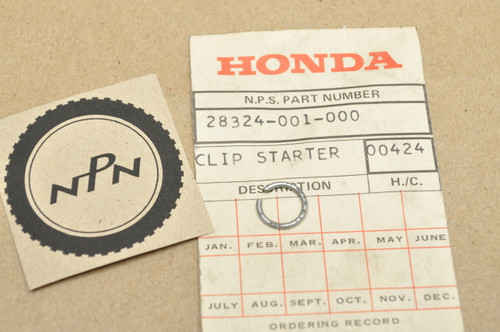 HONDA
N.P.S. PART NUMBER
28324-001-000
CLIP STARTER 00424
DESCRIPTION H./C.
JAN. FEB. MAR. APR. MAY JUNE
JULY AUG. SEPT. OCT. NOV. DEC.
ORDERING RECORD
NPN